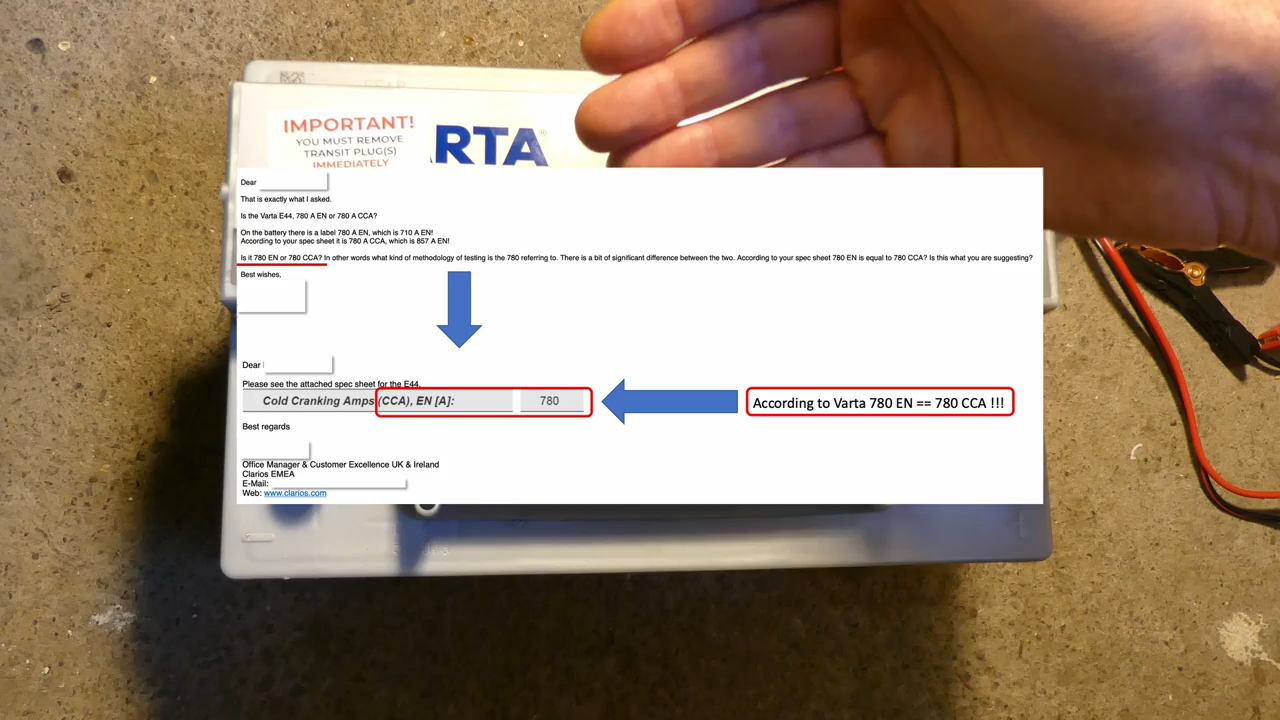 IMPORTANT!
YOU MUST REMOVE
TRANSIT PLUG(S)
IMMEDIATELY
RTA
Dear
That is exactly what I asked.
Is the Varta E44, 780 A EN or 780 A CCA?
On the battery there is a label 780 A EN, which is 710 A EN!
According to your spec sheet it is 780 A CCA, which is 857 A EN!
Is it 780 EN or 780 CCA? In other words what kind of methodology of testing is the 780 referring to. There is a bit of significant difference between the two. According to your spec sheet 780 EN is equal to 780 CCA? Is this what you are suggesting?
Best wishes,
Dear
Please see the attached spec sheet for the E44.
Cold Cranking Amps (CCA), EN [A]: 780
According to Varta 780 EN == 780 CCA !!!
Best regards
Office Manager & Customer Excellence UK & Ireland
Clarios EMEA
E-Mail:
Web: www.clarios.com